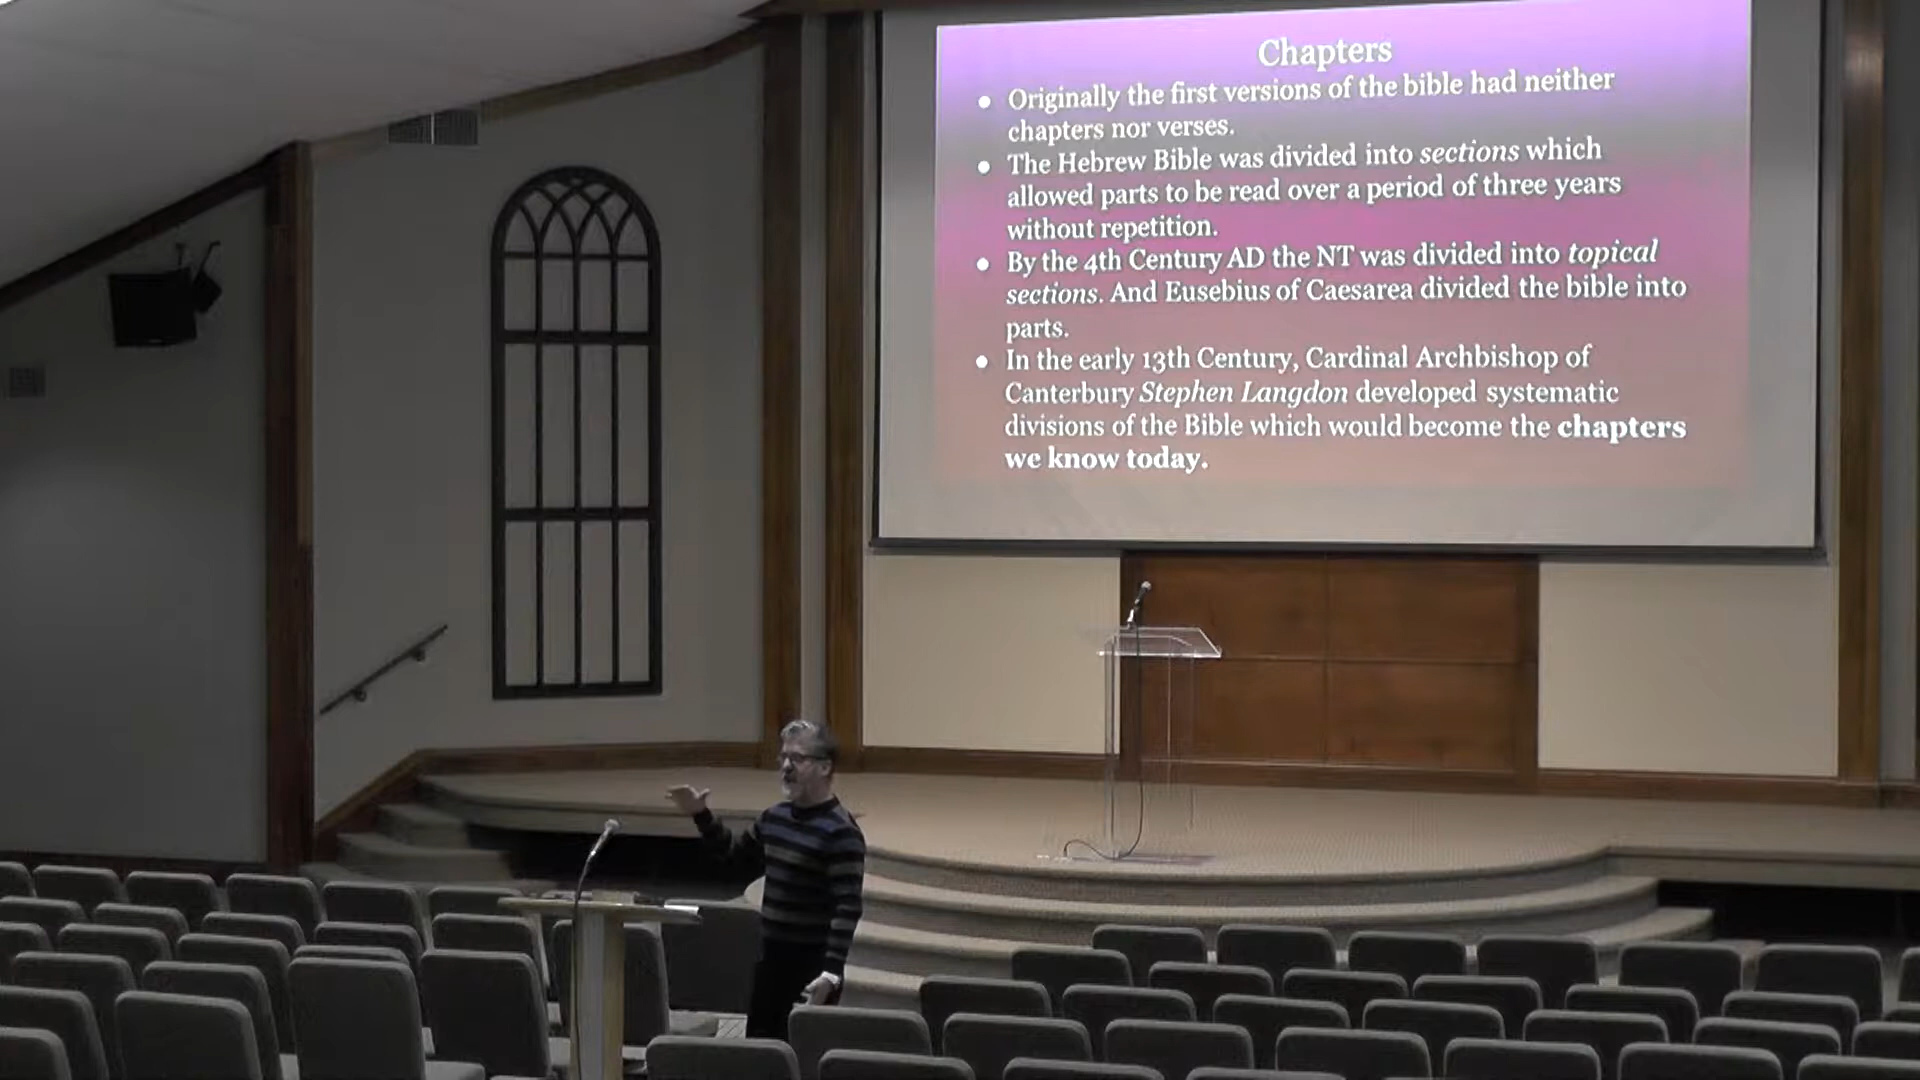 Chapters
● Originally the first versions of the bible had neither
chapters nor verses.
● The Hebrew Bible was divided into sections which
allowed parts to be read over a period of three years
without repetition.
● By the 4th Century AD the NT was divided into topical
sections. And Eusebius of Caesarea divided the bible into
parts.
● In the early 13th Century, Cardinal Archbishop of
Canterbury Stephen Langdon developed systematic
divisions of the Bible which would become the chapters
we know today.